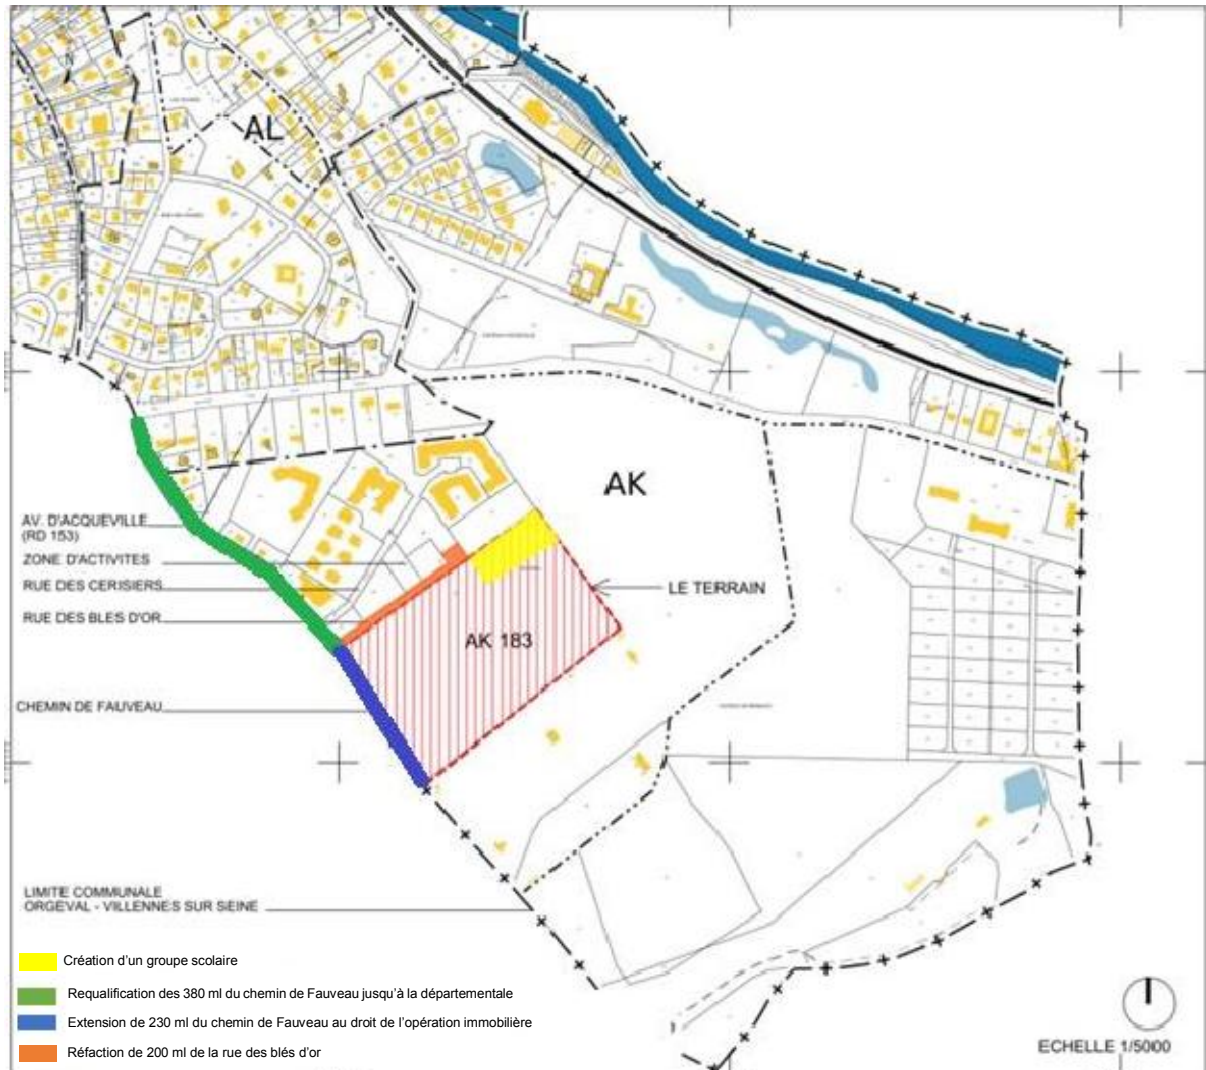 AL
AK
AV. D'ACQUEVILLE
(RD 153)
ZONE D'ACTIVITES
RUE DES CERISIERS
RUE DES BLES D'OR
LE TERRAIN
AK 183
CHEMIN DE FAUVEAU
LIMITE COMMUNALE
ORGEVAL - VILLENNES SUR SEINE
Création d'un groupe scolaire
Requalification des 380 ml du chemin de Fauveau jusqu'à la départementale
Extension de 230 ml du chemin de Fauveau au droit de l'opération immobilière
Réfaction de 200 ml de la rue des blés d'or
ECHELLE 1/5000